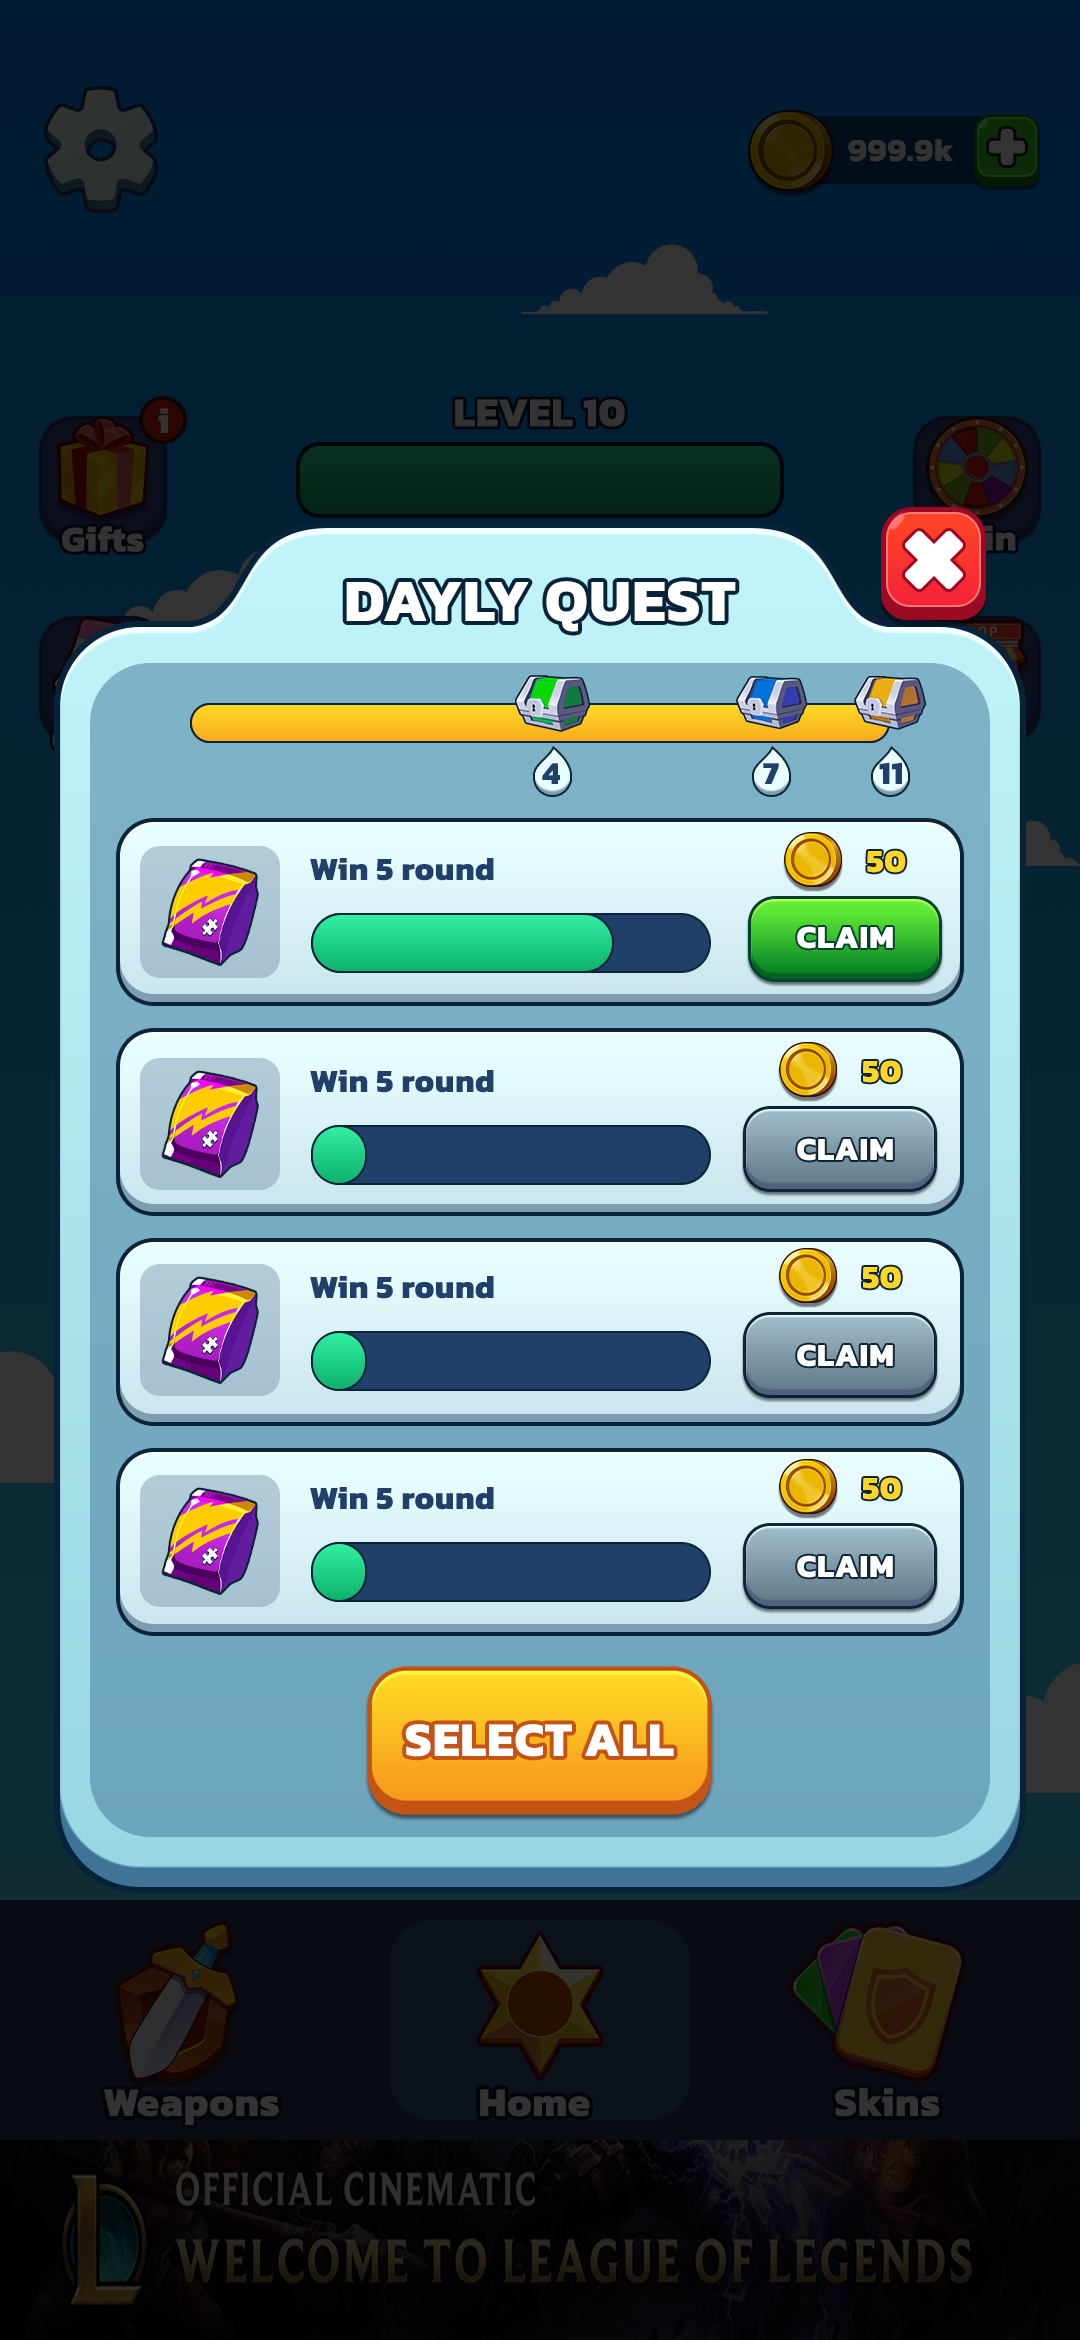 999.9k
LEVEL 10
i
Gifts
in
DAYLY QUEST
4
7
11
Win 5 round
50
CLAIM
Win 5 round
50
CLAIM
Win 5 round
50
CLAIM
Win 5 round
50
CLAIM
SELECT ALL
Weapons
Home
Skins
OFFICIAL CINEMATIC
WELCOME TO LEAGUE OF LEGENDS